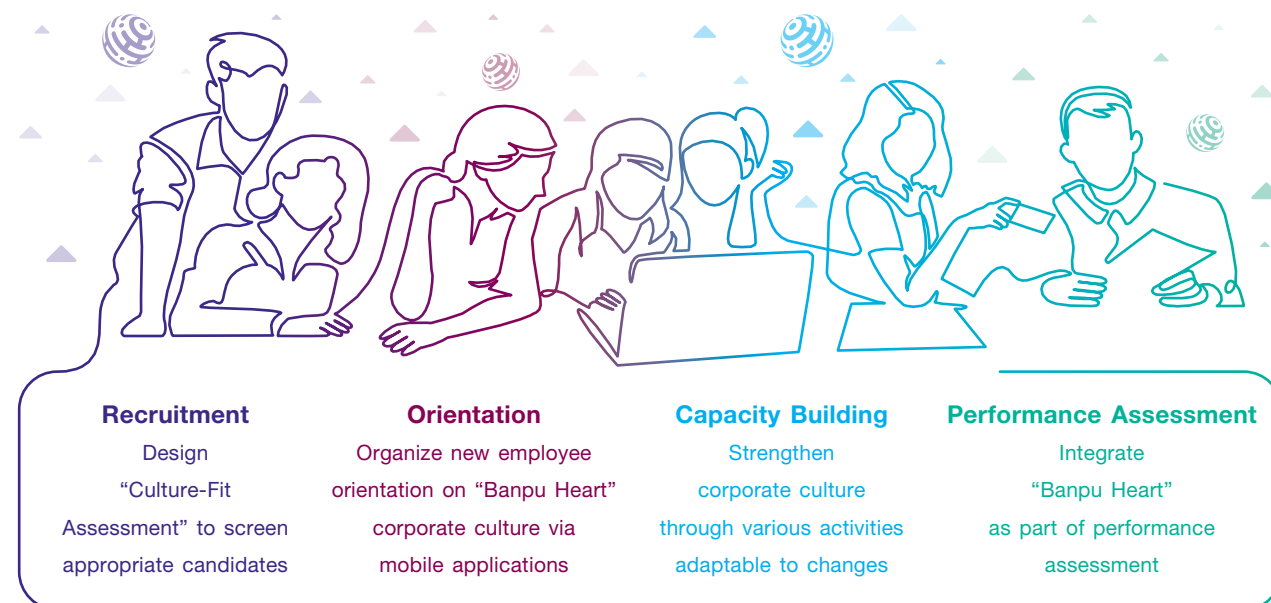 Recruitment
Design
“Culture-Fit
Assessment” to screen
appropriate candidates
Orientation
Organize new employee
orientation on “Banpu Heart”
corporate culture via
mobile applications
Capacity Building
Strengthen
corporate culture
through various activities
adaptable to changes
Performance Assessment
Integrate
“Banpu Heart”
as part of performance
assessment